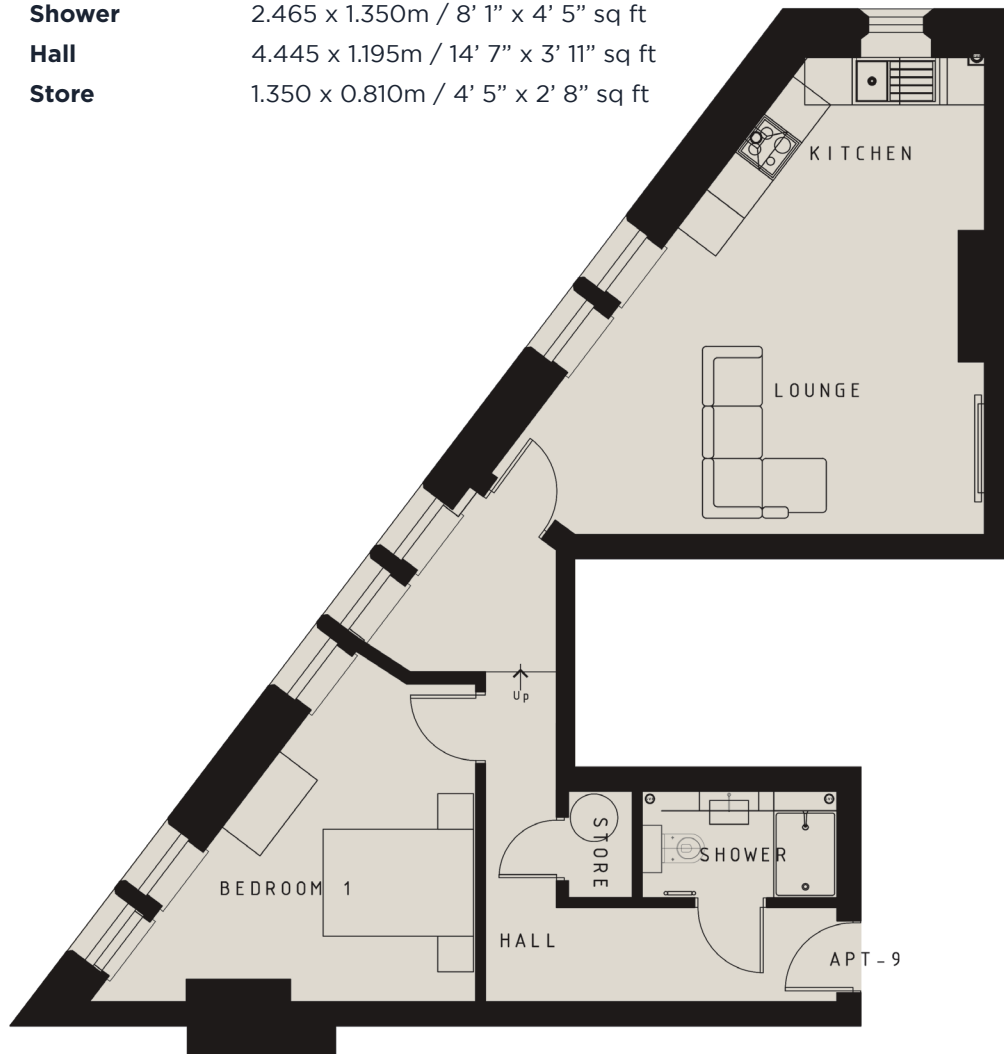 Shower 2.465 x 1.350m / 8’ 1” x 4’ 5” sq ft
Hall 4.445 x 1.195m / 14’ 7” x 3’ 11” sq ft
Store 1.350 x 0.810m / 4’ 5” x 2’ 8” sq ft
KITCHEN
LOUNGE
Up
STORE
SHOWER
BEDROOM 1
HALL
APT-9